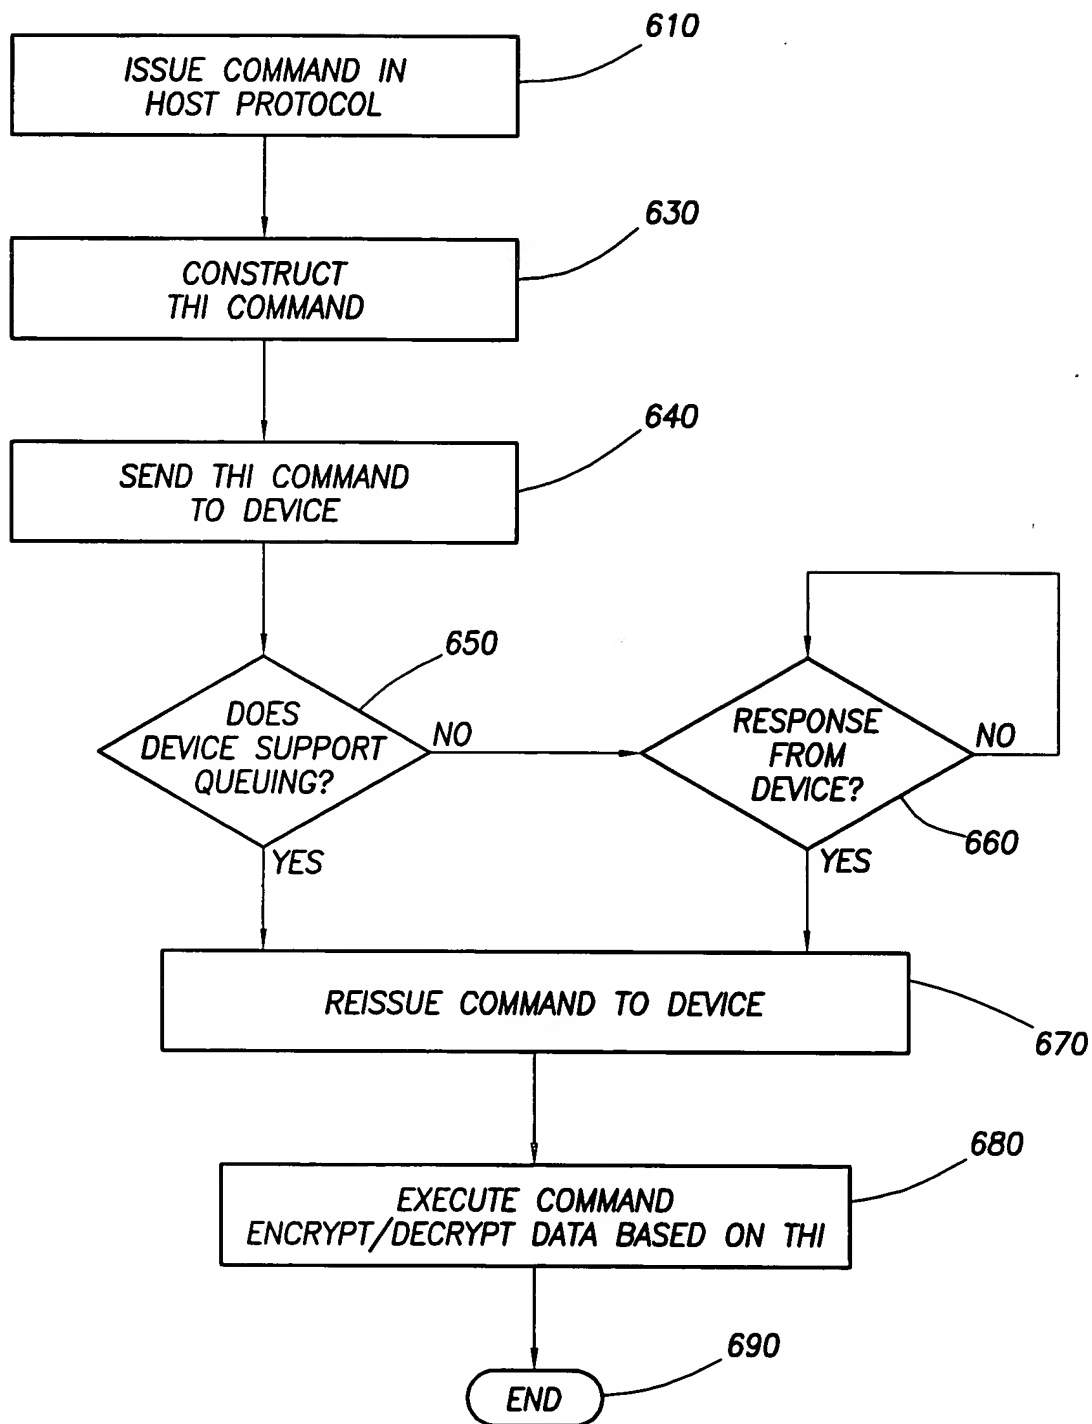 610
ISSUE COMMAND IN
HOST PROTOCOL
630
CONSTRUCT
THI COMMAND
640
SEND THI COMMAND
TO DEVICE
650
DOES
DEVICE SUPPORT
QUEUING?
NO
YES
RESPONSE
FROM
DEVICE?
NO
660
YES
REISSUE COMMAND TO DEVICE
670
680
EXECUTE COMMAND
ENCRYPT/DECRYPT DATA BASED ON THI
690
END